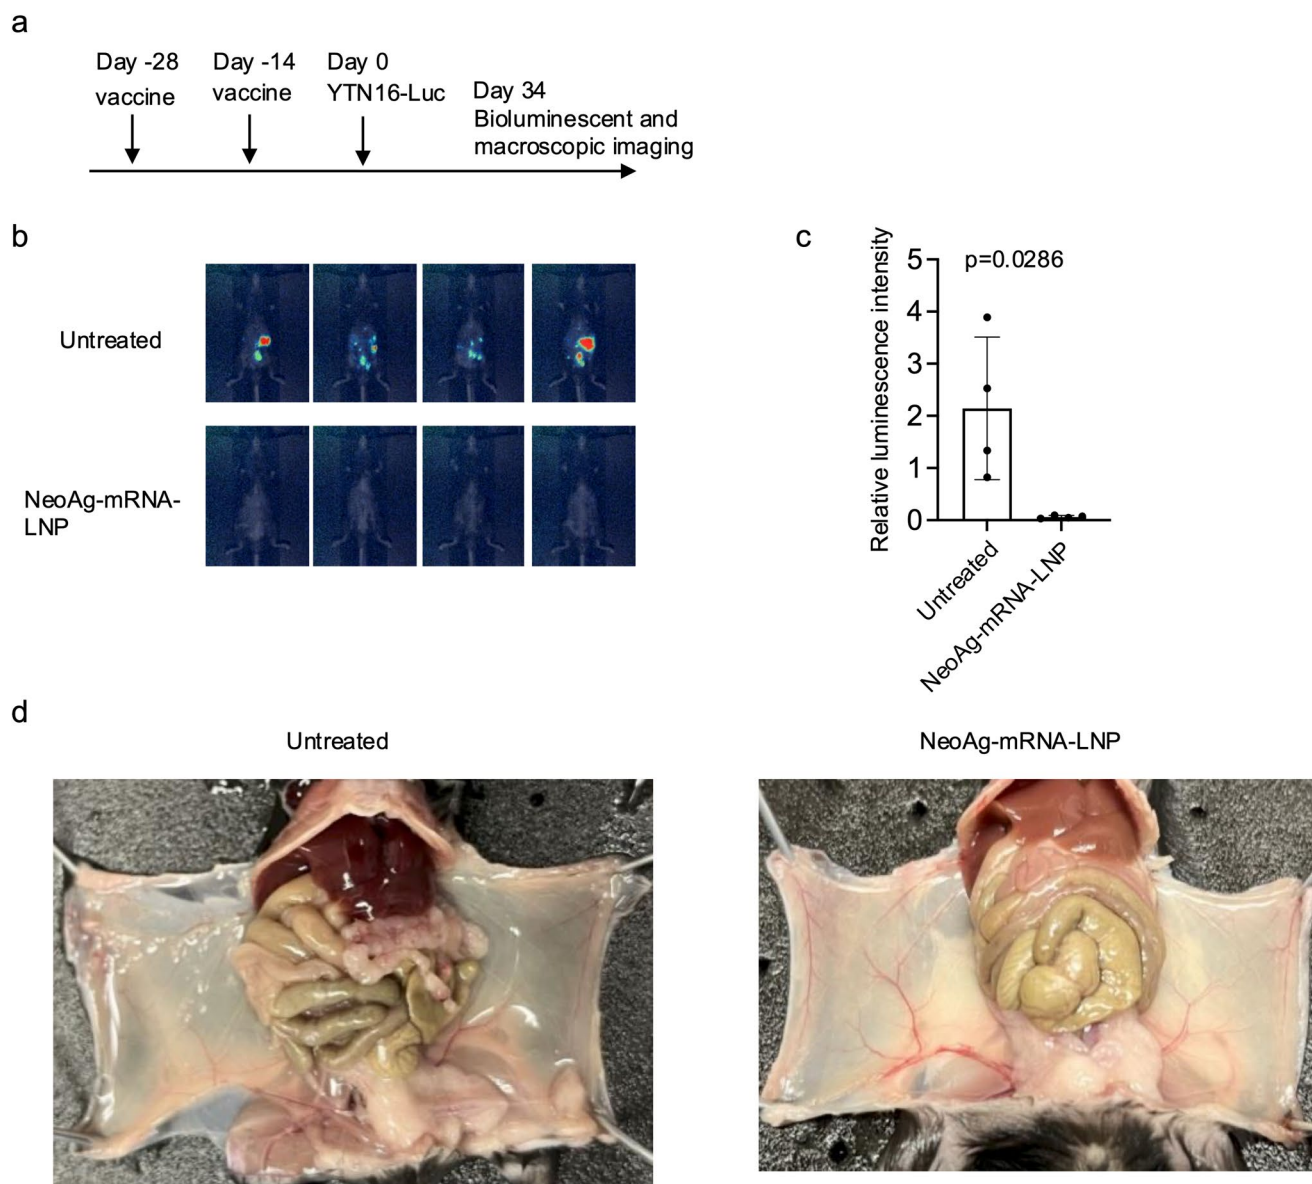 a
Day -28
vaccine
Day -14
vaccine
Day 0
YTN16-Luc
Day 34
Bioluminescent and
macroscopic imaging
b
Untreated
NeoAg-mRNA-
LNP
c
Relative luminescence intensity
5
4
3
2
1
0
p=0.0286
Untreated
NeoAg-mRNA-LNP
d
Untreated
NeoAg-mRNA-LNP